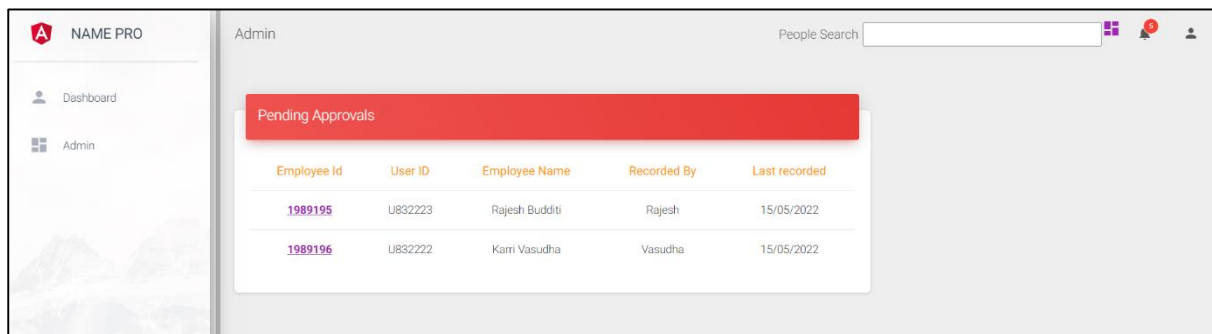 NAME PRO
Dashboard
Admin
Admin
People Search
5
Pending Approvals
Employee Id User ID Employee Name Recorded By Last recorded
1989195 U832223 Rajesh Budditi Rajesh 15/05/2022
1989196 U832222 Karri Vasudha Vasudha 15/05/2022